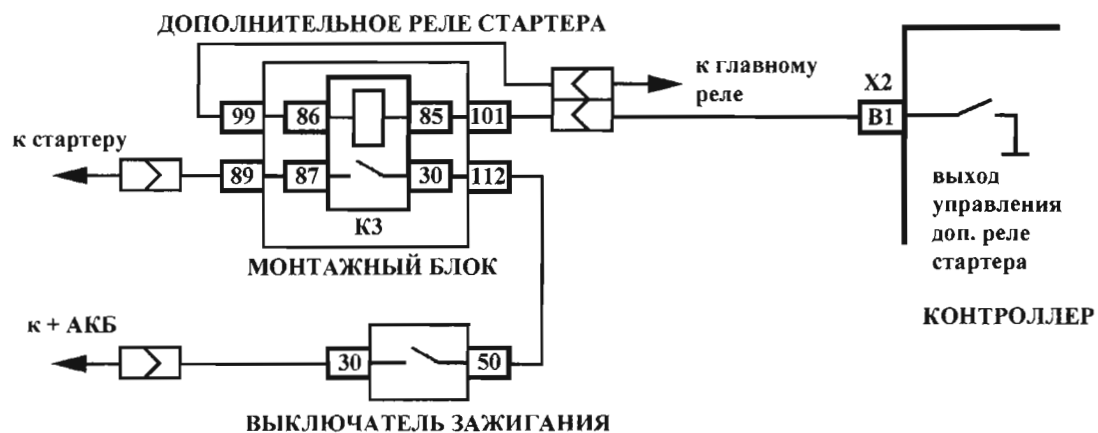 ДОПОЛНИТЕЛЬНОЕ РЕЛЕ СТАРТЕРА
к главному
реле
X2
99 86 85 101
B1
к стартеру
89 87 30 112
К3
МОНТАЖНЫЙ БЛОК
выход
управления
доп. реле
стартера
КОНТРОЛЛЕР
к + АКБ
30 50
ВЫКЛЮЧАТЕЛЬ ЗАЖИГАНИЯ